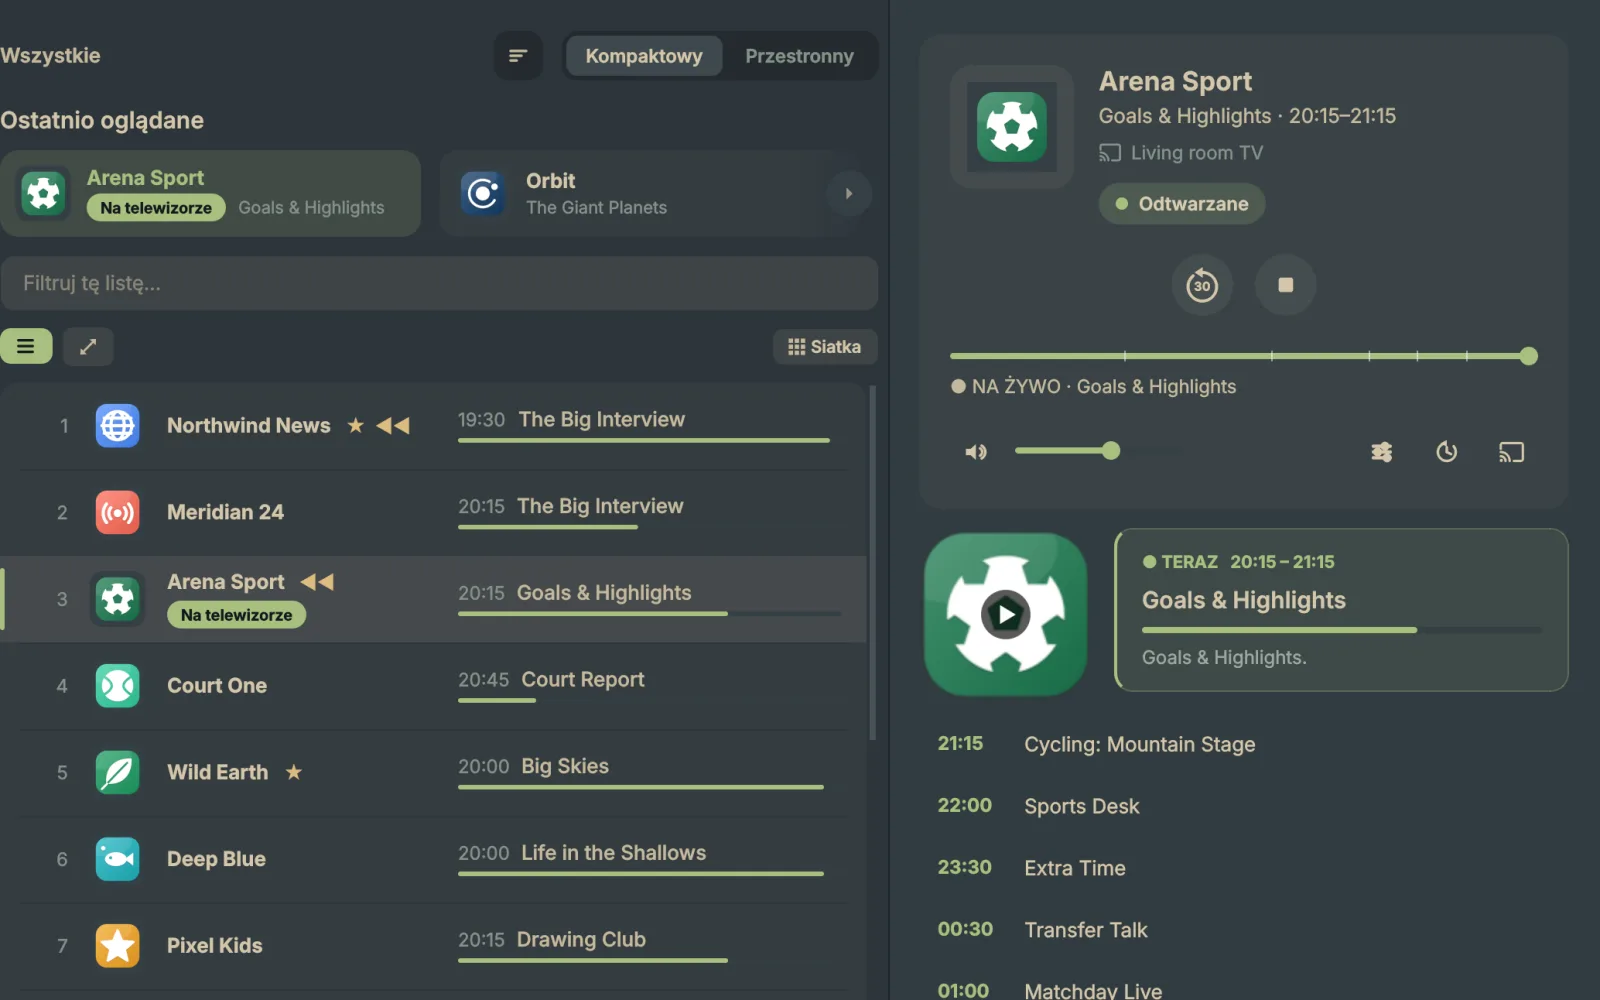 Wszystkie
Kompaktowy
Przestronny
Ostatnio oglądane
Arena Sport
Na telewizorze
Goals & Highlights
Orbit
The Giant Planets
Filtruj tę listę...
Siatka
1
Northwind News
19:30 The Big Interview
2
Meridian 24
20:15 The Big Interview
3
Arena Sport
Na telewizorze
20:15 Goals & Highlights
4
Court One
20:45 Court Report
5
Wild Earth
20:00 Big Skies
6
Deep Blue
20:00 Life in the Shallows
7
Pixel Kids
20:15 Drawing Club
Arena Sport
Goals & Highlights · 20:15–21:15
Living room TV
Odtwarzane
30
NA ŻYWO · Goals & Highlights
TERAZ 20:15 – 21:15
Goals & Highlights
Goals & Highlights.
21:15 Cycling: Mountain Stage
22:00 Sports Desk
23:30 Extra Time
00:30 Transfer Talk
01:00 Matchday Live